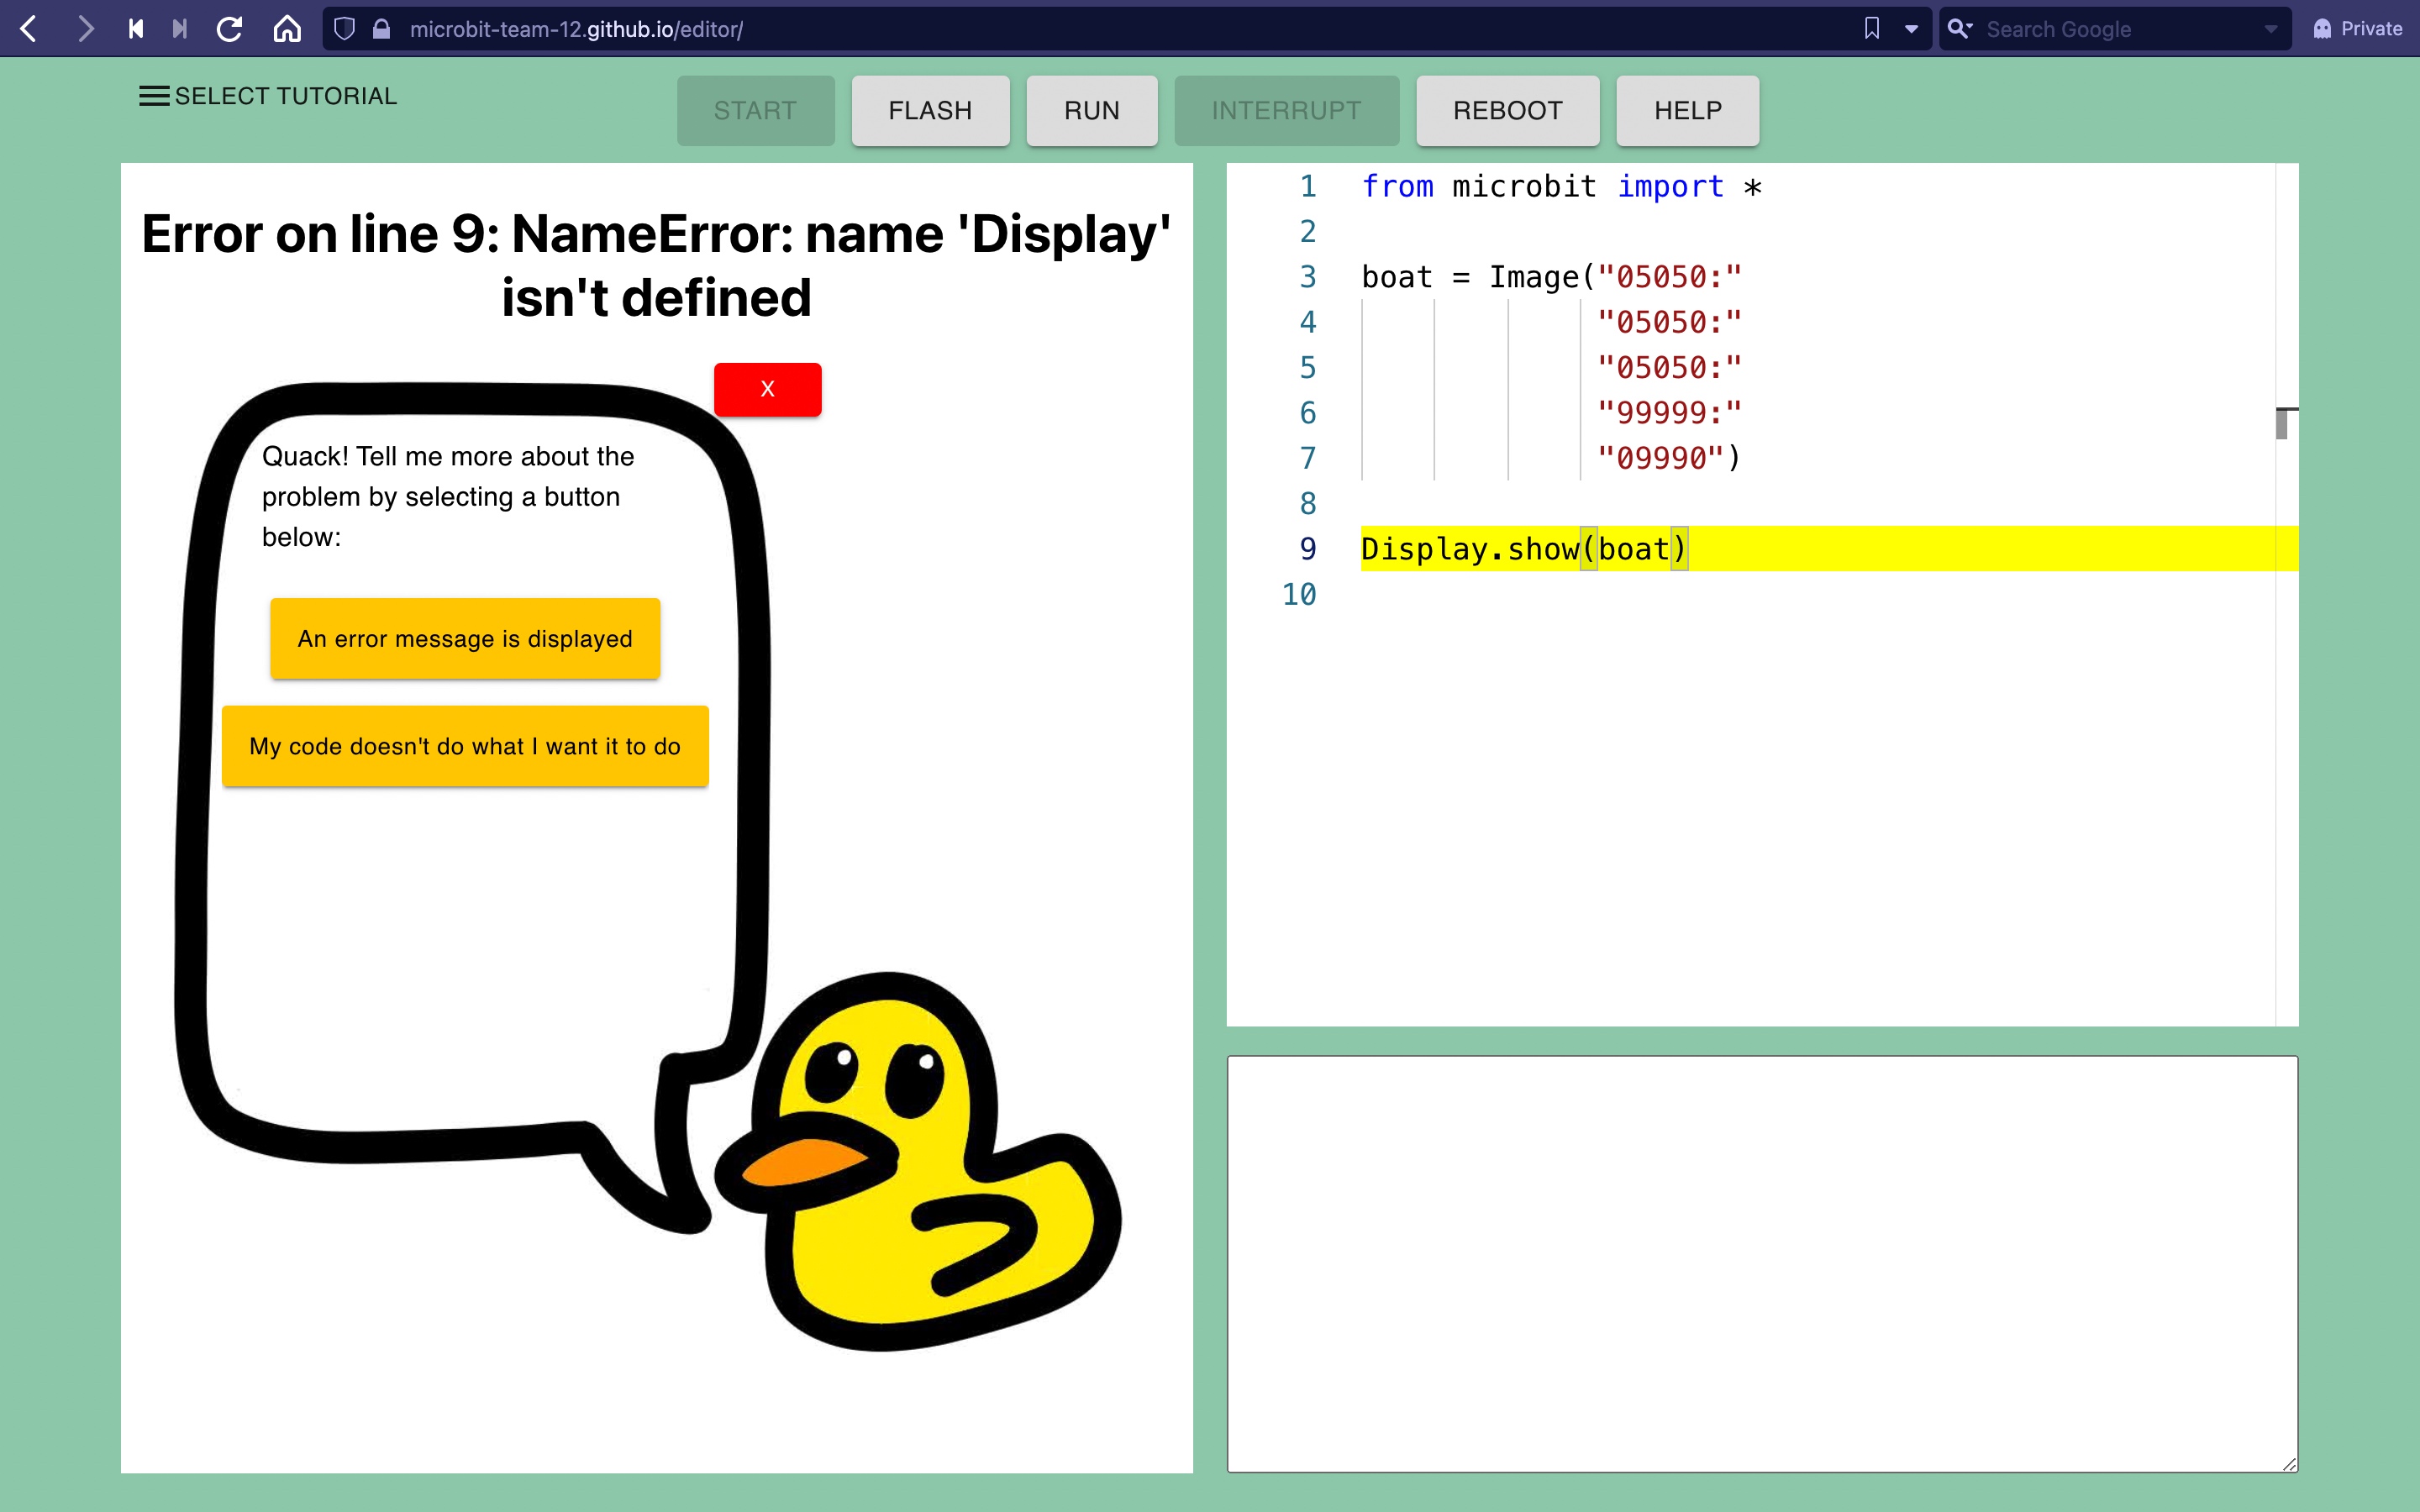 microbit-team-12.github.io/editor/
Search Google
Private
SELECT TUTORIAL
START
FLASH
RUN
INTERRUPT
REBOOT
HELP
Error on line 9: NameError: name 'Display'
isn't defined
X
Quack! Tell me more about the
problem by selecting a button
below:
An error message is displayed
My code doesn't do what I want it to do
1 from microbit import *
2
3 boat = Image("05050:"
4 "05050:"
5 "05050:"
6 "99999:"
7 "09990")
8
9 Display.show(boat)
10